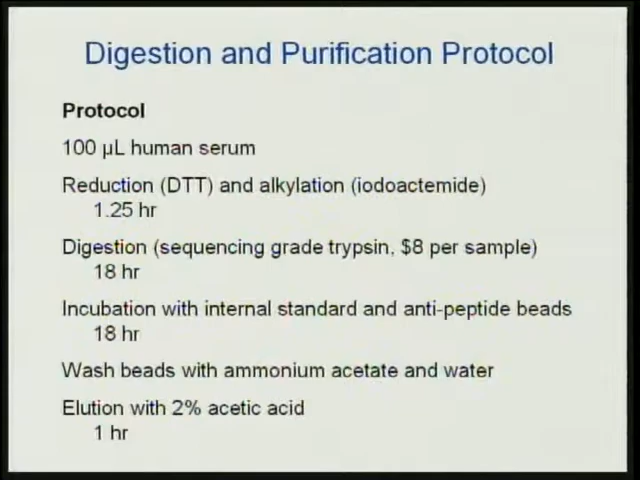 Digestion and Purification Protocol
Protocol
100 µL human serum
Reduction (DTT) and alkylation (iodoactemide)
1.25 hr
Digestion (sequencing grade trypsin, $8 per sample)
18 hr
Incubation with internal standard and anti-peptide beads
18 hr
Wash beads with ammonium acetate and water
Elution with 2% acetic acid
1 hr